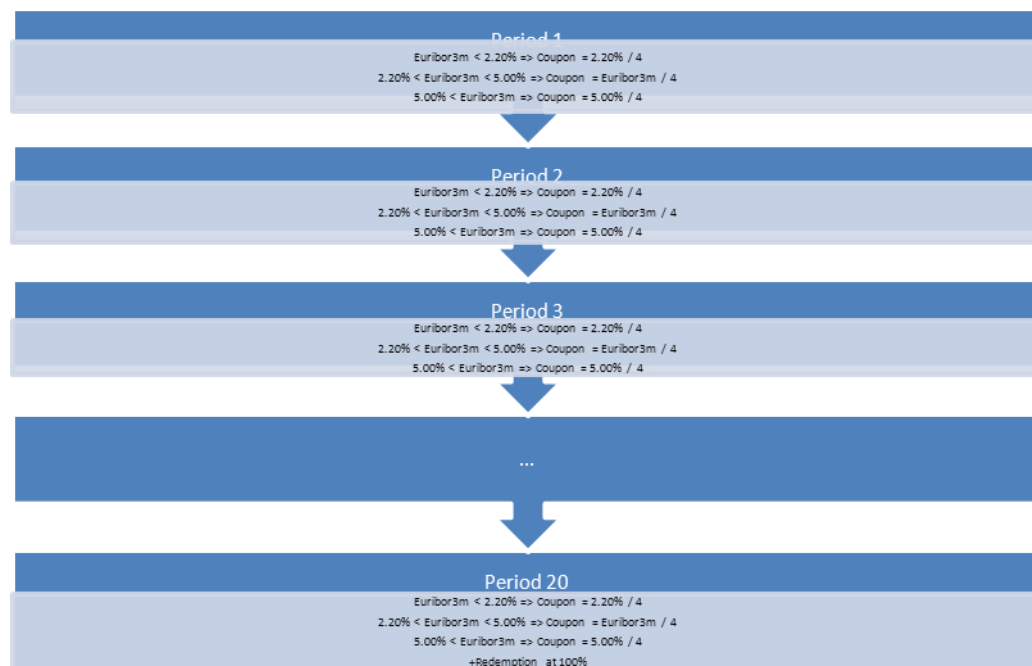 Period 1
Euribor3m < 2.20% => Coupon = 2.20% / 4
2.20% < Euribor3m < 5.00% => Coupon = Euribor3m / 4
5.00% < Euribor3m => Coupon = 5.00% / 4
Period 2
Euribor3m < 2.20% => Coupon = 2.20% / 4
2.20% < Euribor3m < 5.00% => Coupon = Euribor3m / 4
5.00% < Euribor3m => Coupon = 5.00% / 4
Period 3
Euribor3m < 2.20% => Coupon = 2.20% / 4
2.20% < Euribor3m < 5.00% => Coupon = Euribor3m / 4
5.00% < Euribor3m => Coupon = 5.00% / 4
...
Period 20
Euribor3m < 2.20% => Coupon = 2.20% / 4
2.20% < Euribor3m < 5.00% => Coupon = Euribor3m / 4
5.00% < Euribor3m => Coupon = 5.00% / 4
+Redemption at 100%